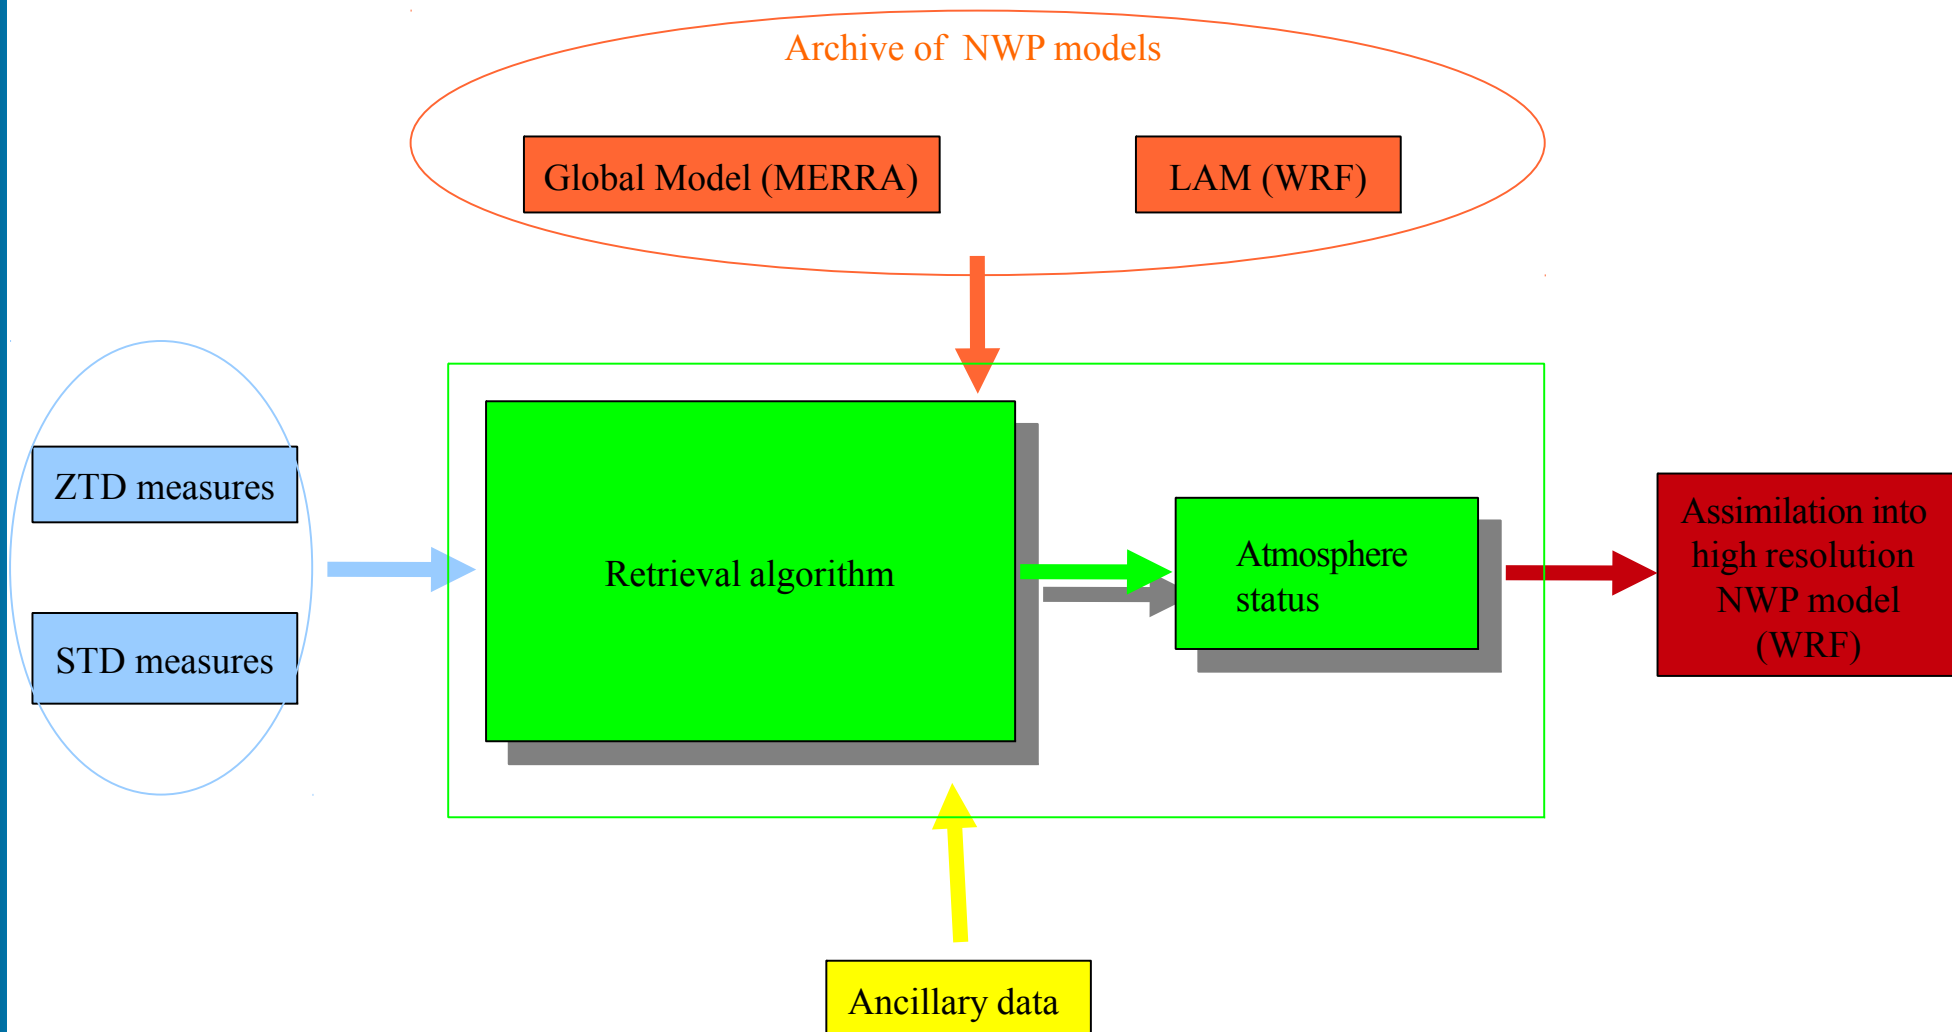 Archive of  NWP models
Global Model (MERRA)
LAM (WRF)
ZTD measures
STD measures
Retrieval algorithm
Atmosphere
status
Assimilation into
high resolution
NWP model
(WRF)
Ancillary data